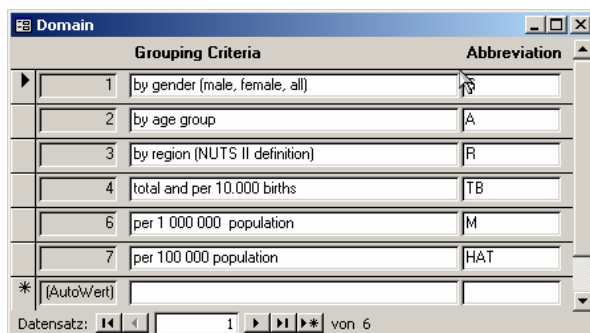 Domain
Grouping Criteria Abbreviation
1 by gender (male, female, all)
2 by age group A
3 by region (NUTS II definition) R
4 total and per 10.000 births TB
6 per 1 000 000 population M
7 per 100 000 population HAT
(AutoWert)
Datensatz: 1 von 6